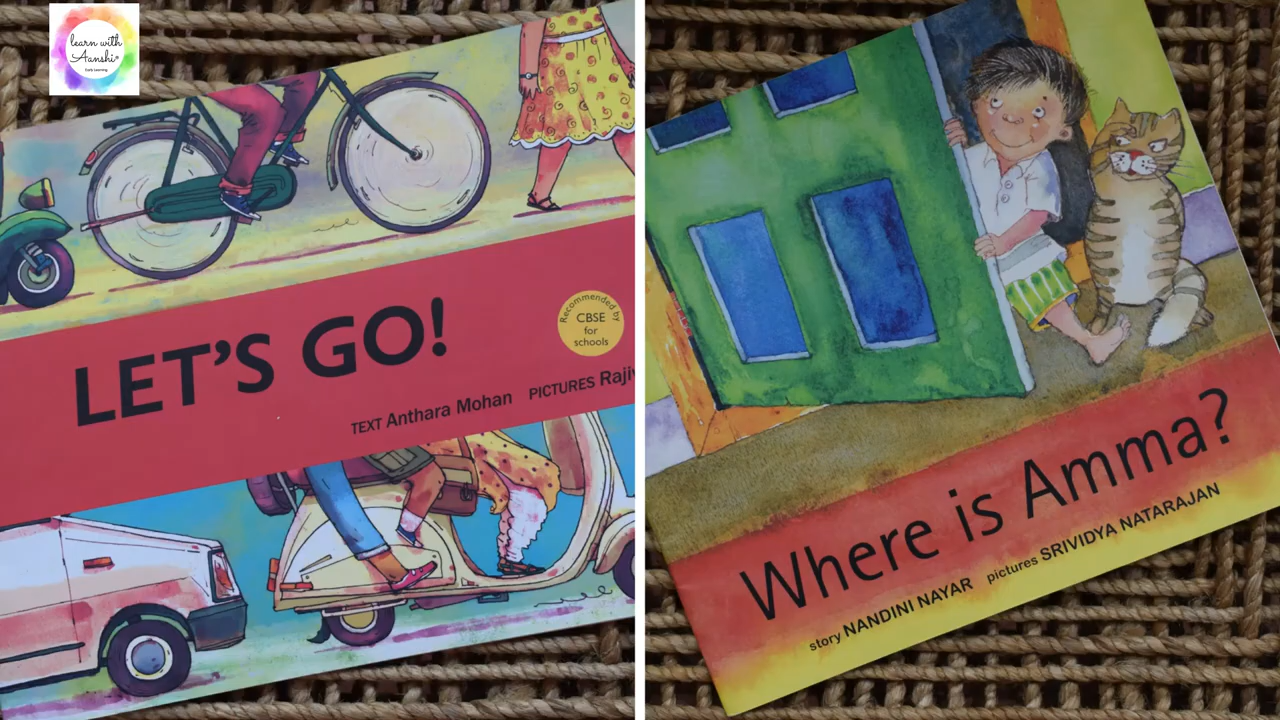 learn with
Aanshi
Early Learning
LET'S GO!
Recommended by
CBSE
for
schools
TEXT Anthara Mohan PICTURES
Where is Amma?
story NANDINI NAYAR pictures SRIVIDYA NATARAJAN